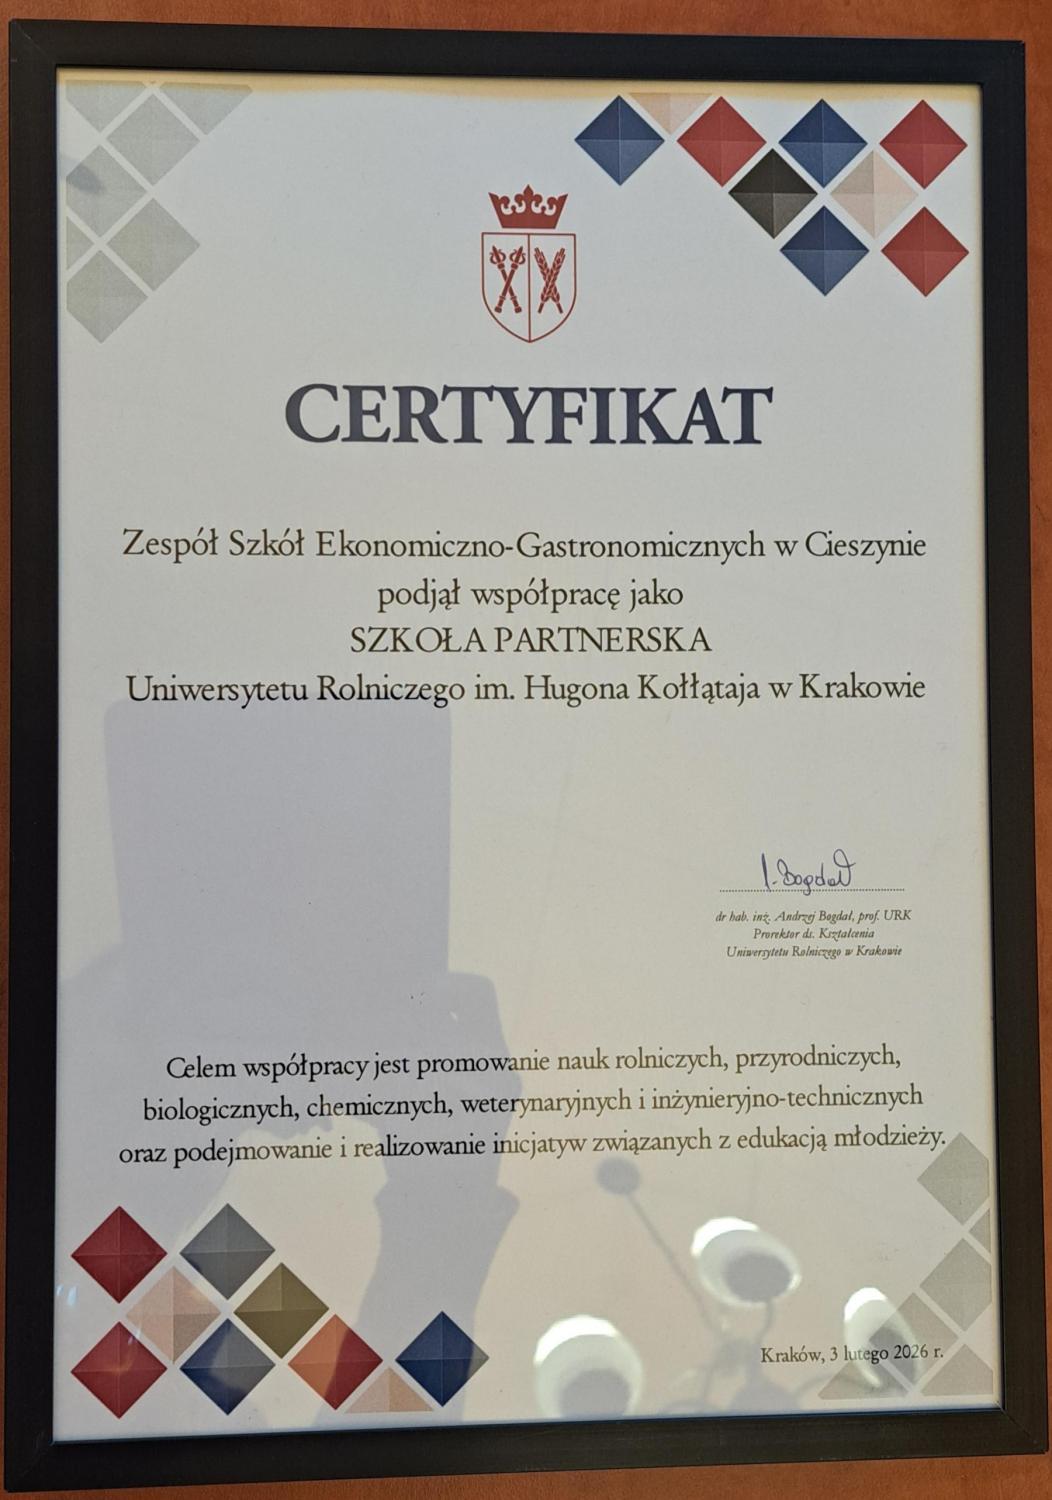 CERTYFIKAT
Zespół Szkół Ekonomiczno-Gastronomicznych w Cieszynie
podjął współpracę jako
SZKOŁA PARTNERSKA
Uniwersytetu Rolniczego im. Hugona Kołłątaja w Krakowie
A. Bogdał
dr hab. inż. Andrzej Bogdał, prof. URK
Prorektor ds. Kształcenia
Uniwersytetu Rolniczego w Krakowie
Celem współpracy jest promowanie nauk rolniczych, przyrodniczych,
biologicznych, chemicznych, weterynaryjnych i inżynieryjno-technicznych
oraz podejmowanie i realizowanie inicjatyw związanych z edukacją młodzieży.
Kraków, 3 lutego 2026 r.